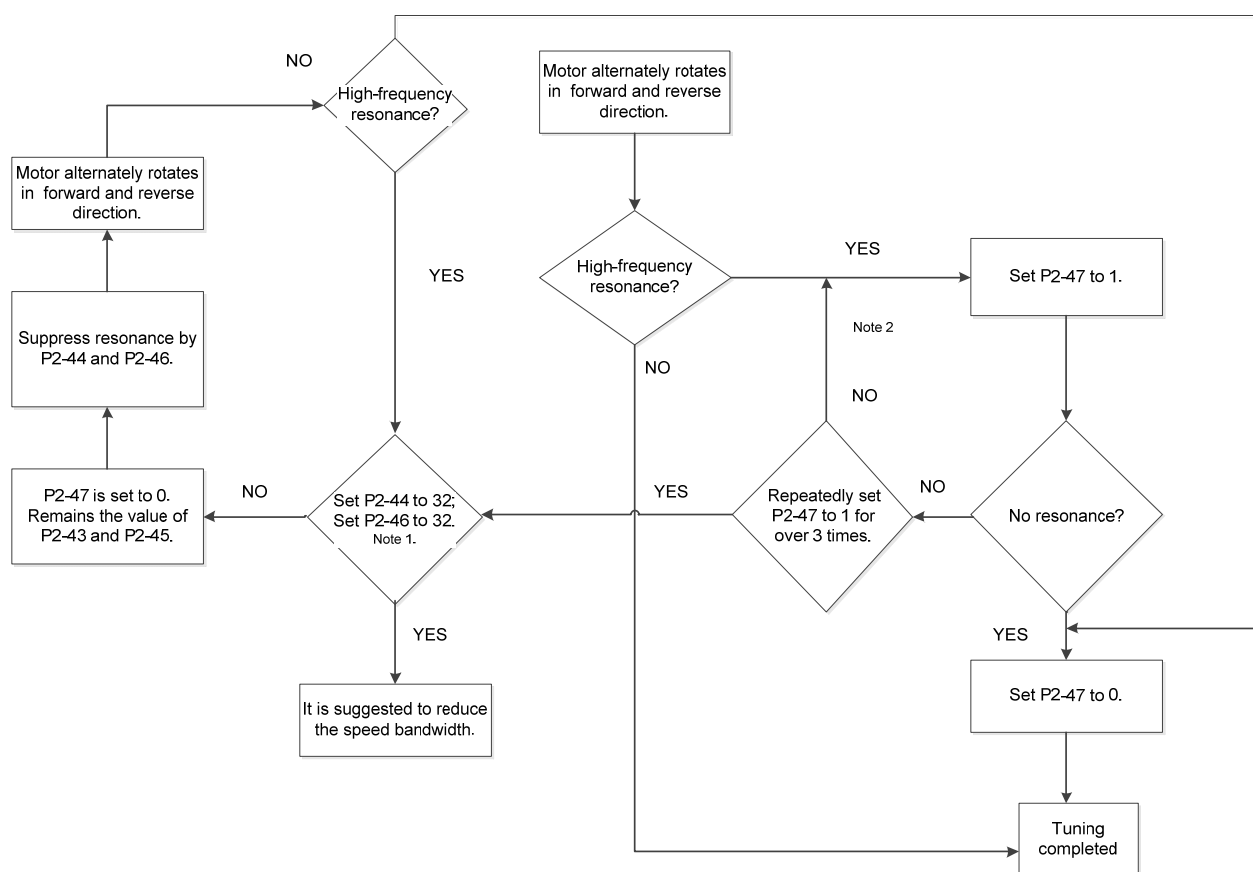 NO
High-frequency
resonance?
Motor alternately rotates
in forward and reverse
direction.
YES
Suppress resonance by
P2-44 and P2-46.
P2-47 is set to 0.
Remains the value of
P2-43 and P2-45.
NO
Set P2-44 to 32;
Set P2-46 to 32.
Note 1.
YES
It is suggested to reduce
the speed bandwidth.
Motor alternately rotates
in forward and reverse
direction.
High-frequency
resonance?
YES
NO
Note 2
NO
YES
Repeatedly set
P2-47 to 1 for
over 3 times.
Set P2-47 to 1.
NO
No resonance?
YES
Set P2-47 to 0.
Tuning
completed